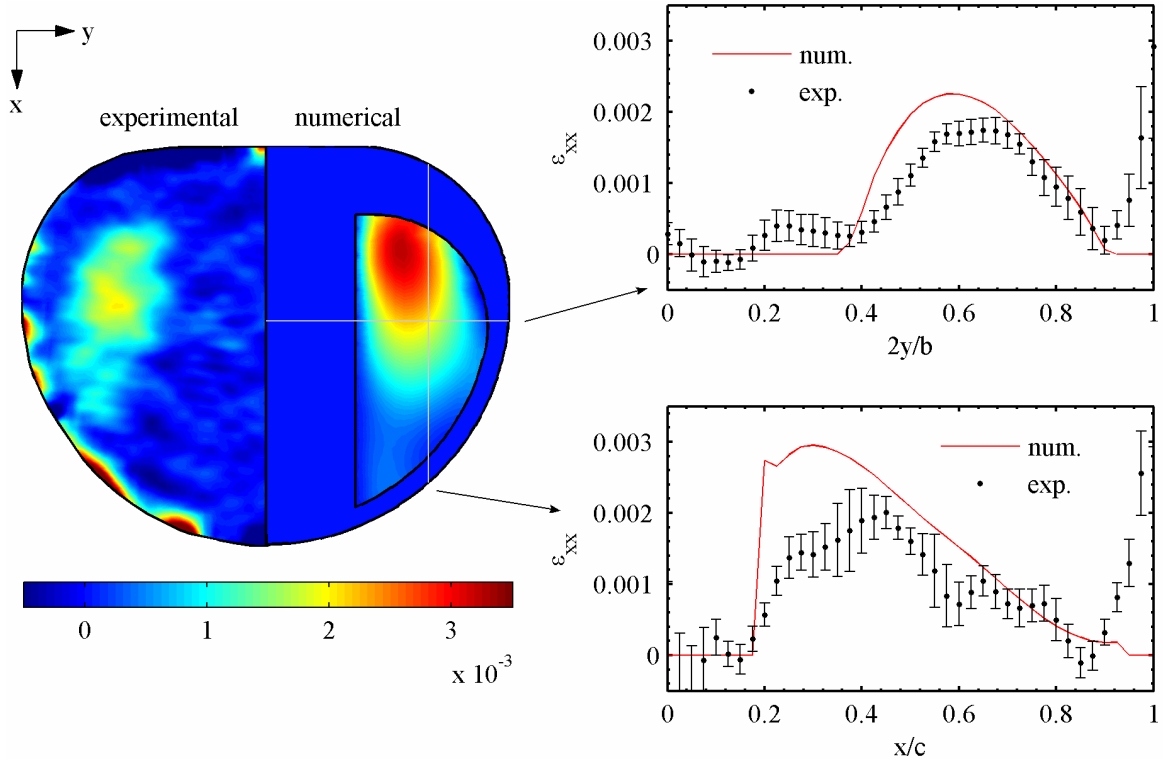 y
x
experimental numerical
0 1 2 3
x 10⁻³
0.003
0.002
0.001
0
ε_xx
num.
exp.
0 0.2 0.4 0.6 0.8 1
2y/b
0.003
0.002
0.001
0
ε_xx
num.
exp.
0 0.2 0.4 0.6 0.8 1
x/c